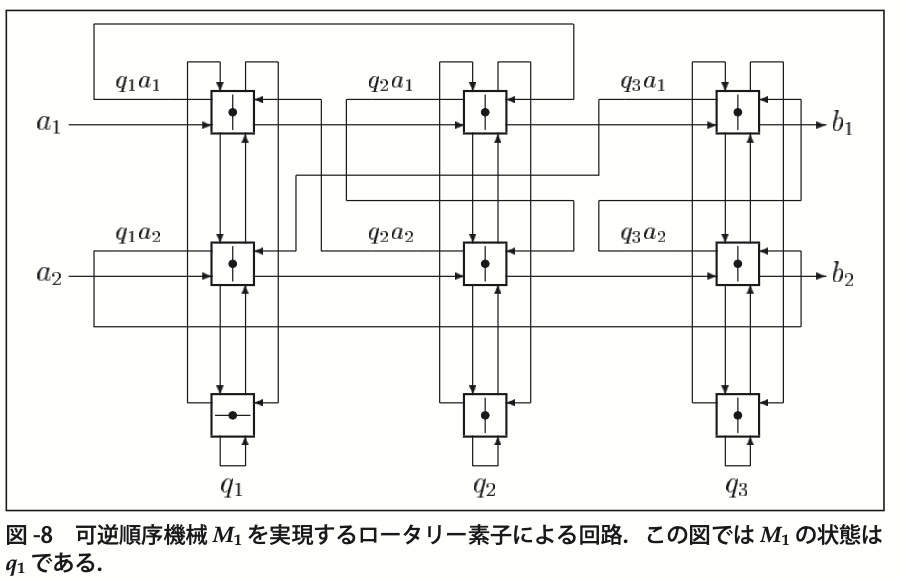 q₁a₁ q₂a₁ q₃a₁
a₁ b₁
q₁a₂ q₂a₂ q₃a₂
a₂ b₂
q₁ q₂ q₃
図-8 可逆順序機械 M₁ を実現するロータリー素子による回路．この図では M₁ の状態は
q₁ である．